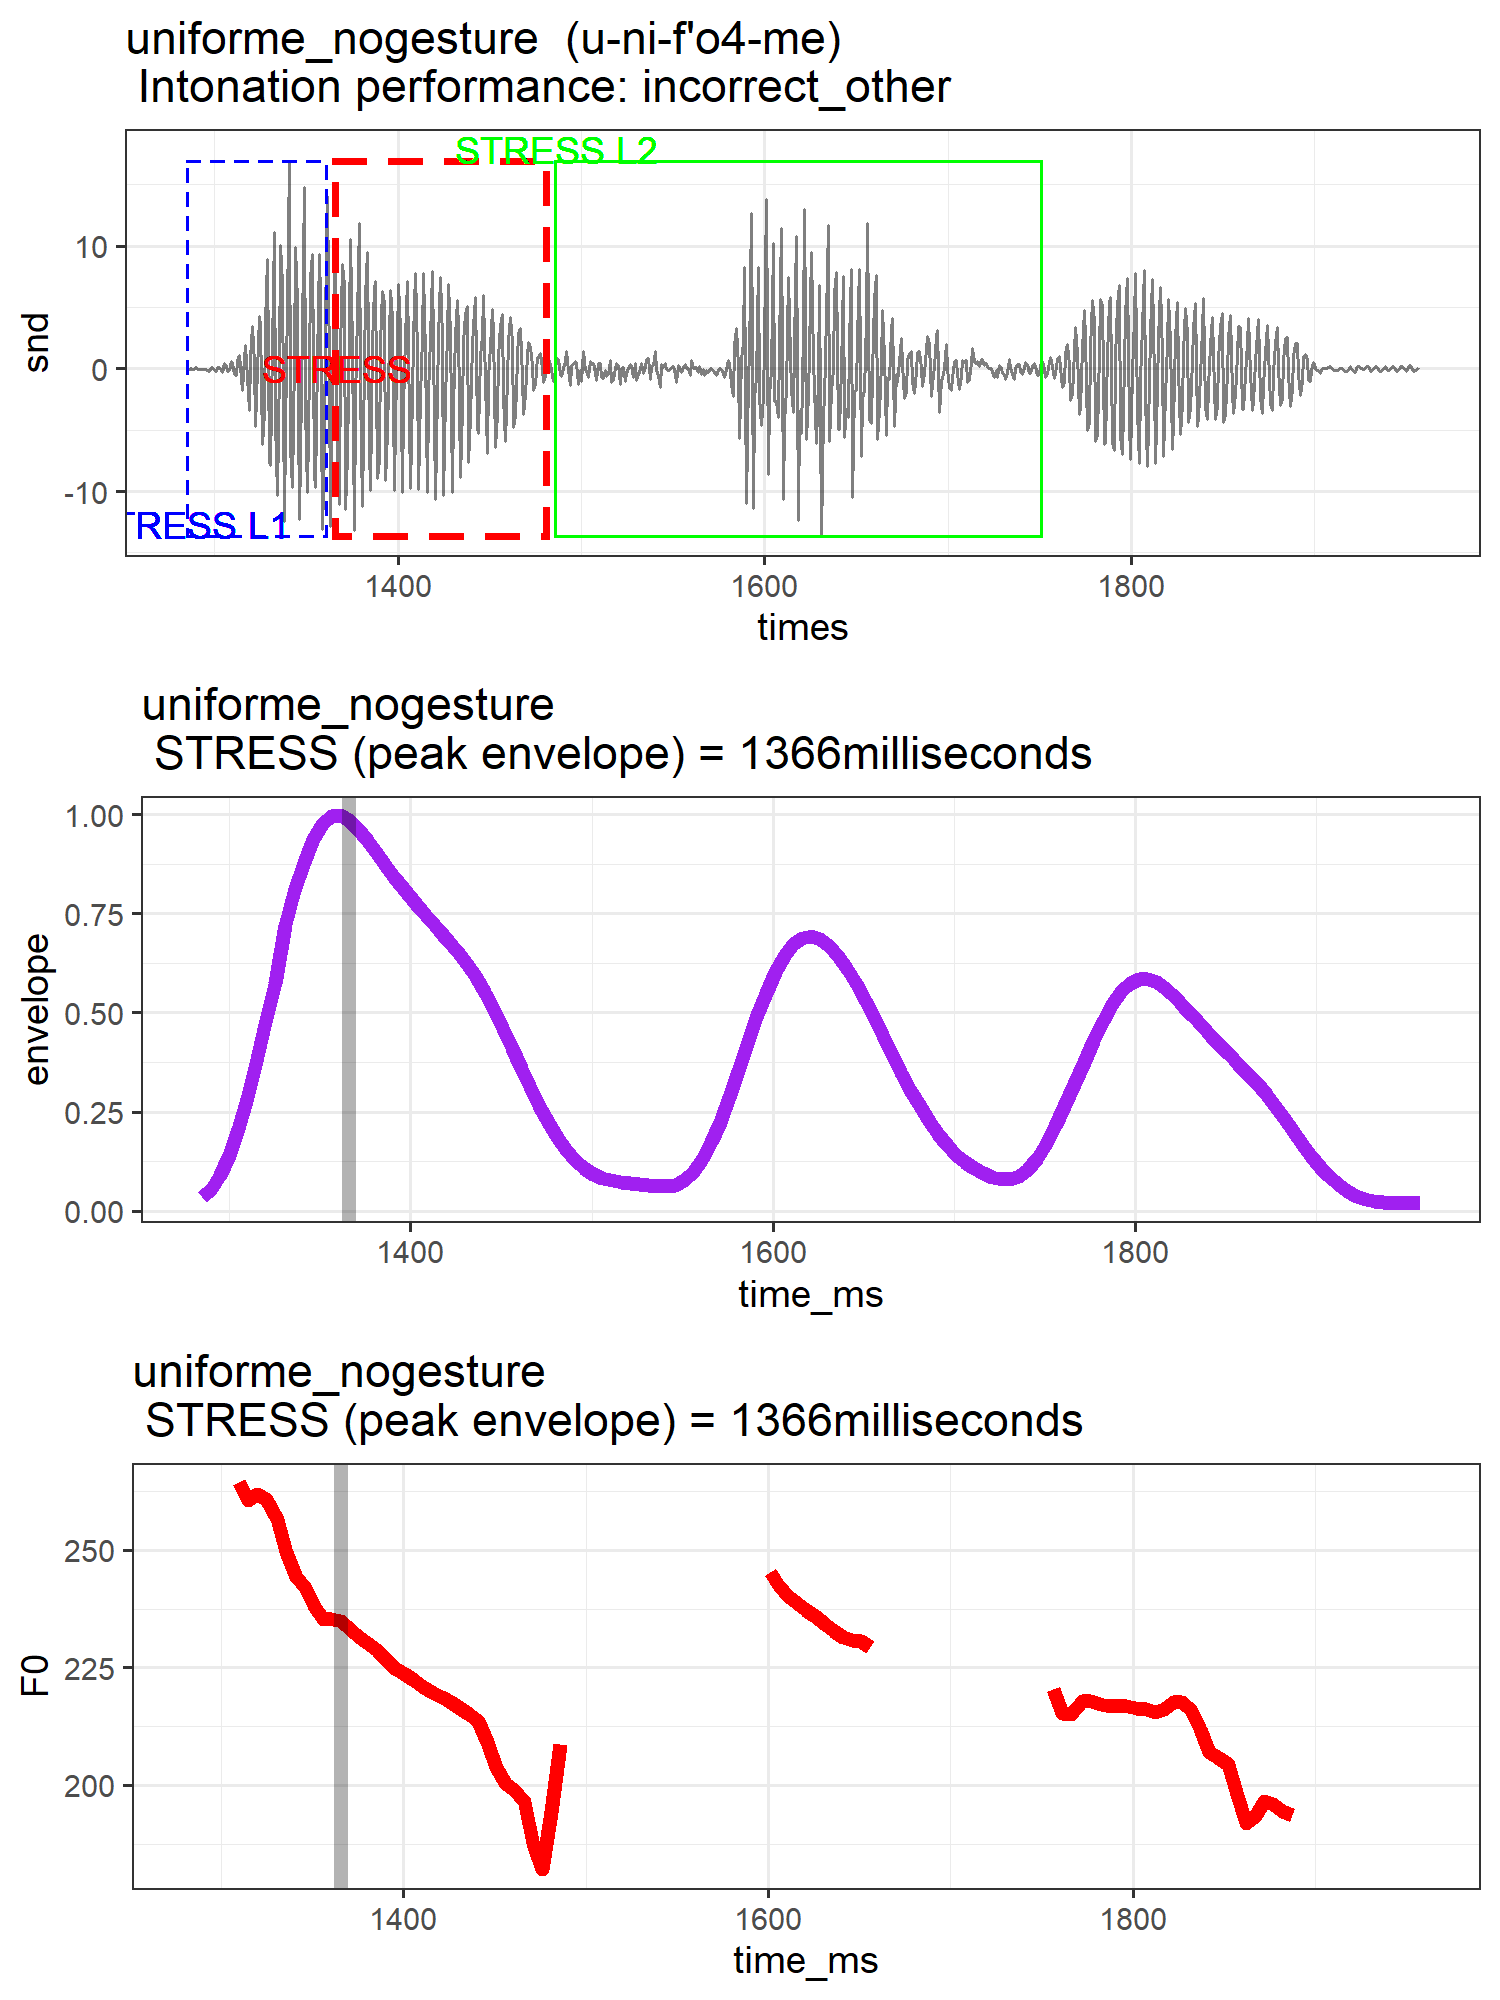 uniforme_nogesture  (u-ni-f'o4-me)
Intonation performance: incorrect_other
STRESS L2
10
snd
0
STRESS
-10
TRESS L1
1400
1600
1800
times
uniforme_nogesture
STRESS (peak envelope) = 1366milliseconds
1.00
0.75
envelope
0.50
0.25
0.00
1400
1600
1800
time_ms
uniforme_nogesture
STRESS (peak envelope) = 1366milliseconds
250
F0
225
200
1400
1600
1800
time_ms